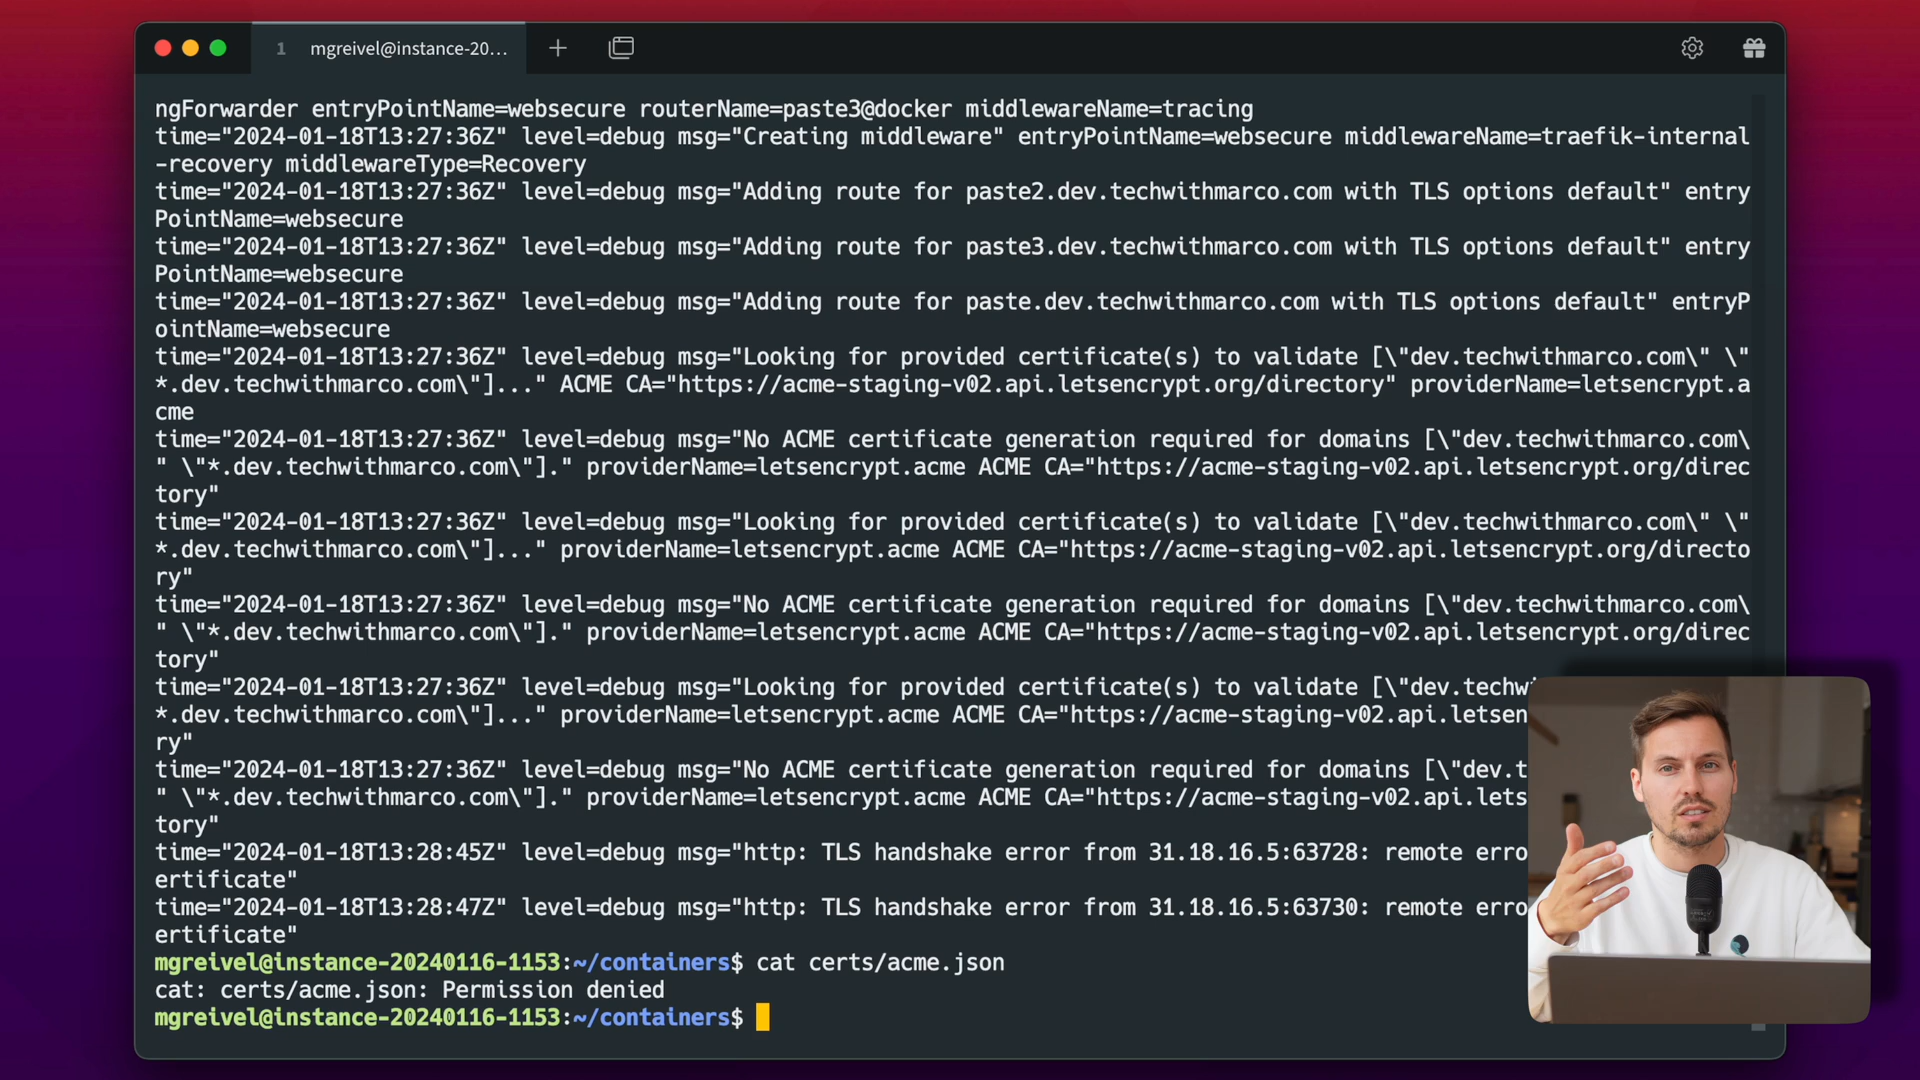 1 mgreivel@instance-20...
ngForwarder entryPointName=websecure routerName=paste3@docker middlewareName=tracing
time="2024-01-18T13:27:36Z" level=debug msg="Creating middleware" entryPointName=websecure middlewareName=traefik-internal
-recovery middlewareType=Recovery
time="2024-01-18T13:27:36Z" level=debug msg="Adding route for paste2.dev.techwithmarco.com with TLS options default" entry
PointName=websecure
time="2024-01-18T13:27:36Z" level=debug msg="Adding route for paste3.dev.techwithmarco.com with TLS options default" entry
PointName=websecure
time="2024-01-18T13:27:36Z" level=debug msg="Adding route for paste.dev.techwithmarco.com with TLS options default" entryP
ointName=websecure
time="2024-01-18T13:27:36Z" level=debug msg="Looking for provided certificate(s) to validate [\"dev.techwithmarco.com\" \"
*.dev.techwithmarco.com\"]..." ACME CA="https://acme-staging-v02.api.letsencrypt.org/directory" providerName=letsencrypt.a
cme
time="2024-01-18T13:27:36Z" level=debug msg="No ACME certificate generation required for domains [\"dev.techwithmarco.com\
" \"*.dev.techwithmarco.com\"]." providerName=letsencrypt.acme ACME CA="https://acme-staging-v02.api.letsencrypt.org/direc
tory"
time="2024-01-18T13:27:36Z" level=debug msg="Looking for provided certificate(s) to validate [\"dev.techwithmarco.com\" \"
*.dev.techwithmarco.com\"]..." providerName=letsencrypt.acme ACME CA="https://acme-staging-v02.api.letsencrypt.org/directo
ry"
time="2024-01-18T13:27:36Z" level=debug msg="No ACME certificate generation required for domains [\"dev.techwithmarco.com\
" \"*.dev.techwithmarco.com\"]." providerName=letsencrypt.acme ACME CA="https://acme-staging-v02.api.letsencrypt.org/direc
tory"
time="2024-01-18T13:27:36Z" level=debug msg="Looking for provided certificate(s) to validate [\"dev.techw
*.dev.techwithmarco.com\"]..." providerName=letsencrypt.acme ACME CA="https://acme-staging-v02.api.letsen
ry"
time="2024-01-18T13:27:36Z" level=debug msg="No ACME certificate generation required for domains [\"dev.t
" \"*.dev.techwithmarco.com\"]." providerName=letsencrypt.acme ACME CA="https://acme-staging-v02.api.lets
tory"
time="2024-01-18T13:28:45Z" level=debug msg="http: TLS handshake error from 31.18.16.5:63728: remote erro
ertificate"
time="2024-01-18T13:28:47Z" level=debug msg="http: TLS handshake error from 31.18.16.5:63730: remote erro
ertificate"
mgreivel@instance-20240116-1153:~/containers$ cat certs/acme.json
cat: certs/acme.json: Permission denied
mgreivel@instance-20240116-1153:~/containers$